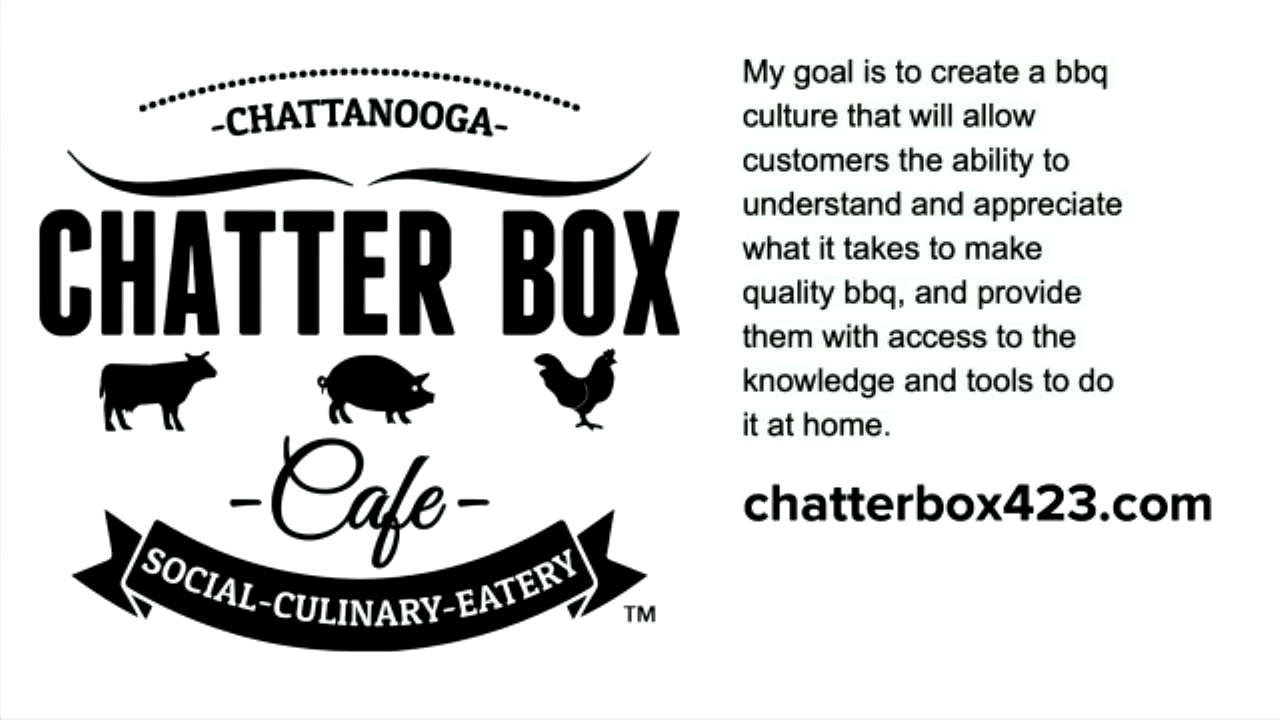 -CHATTANOOGA-
CHATTER BOX
-Cafe-
SOCIAL-CULINARY-EATERY
TM
My goal is to create a bbq
culture that will allow
customers the ability to
understand and appreciate
what it takes to make
quality bbq, and provide
them with access to the
knowledge and tools to do
it at home.
chatterbox423.com